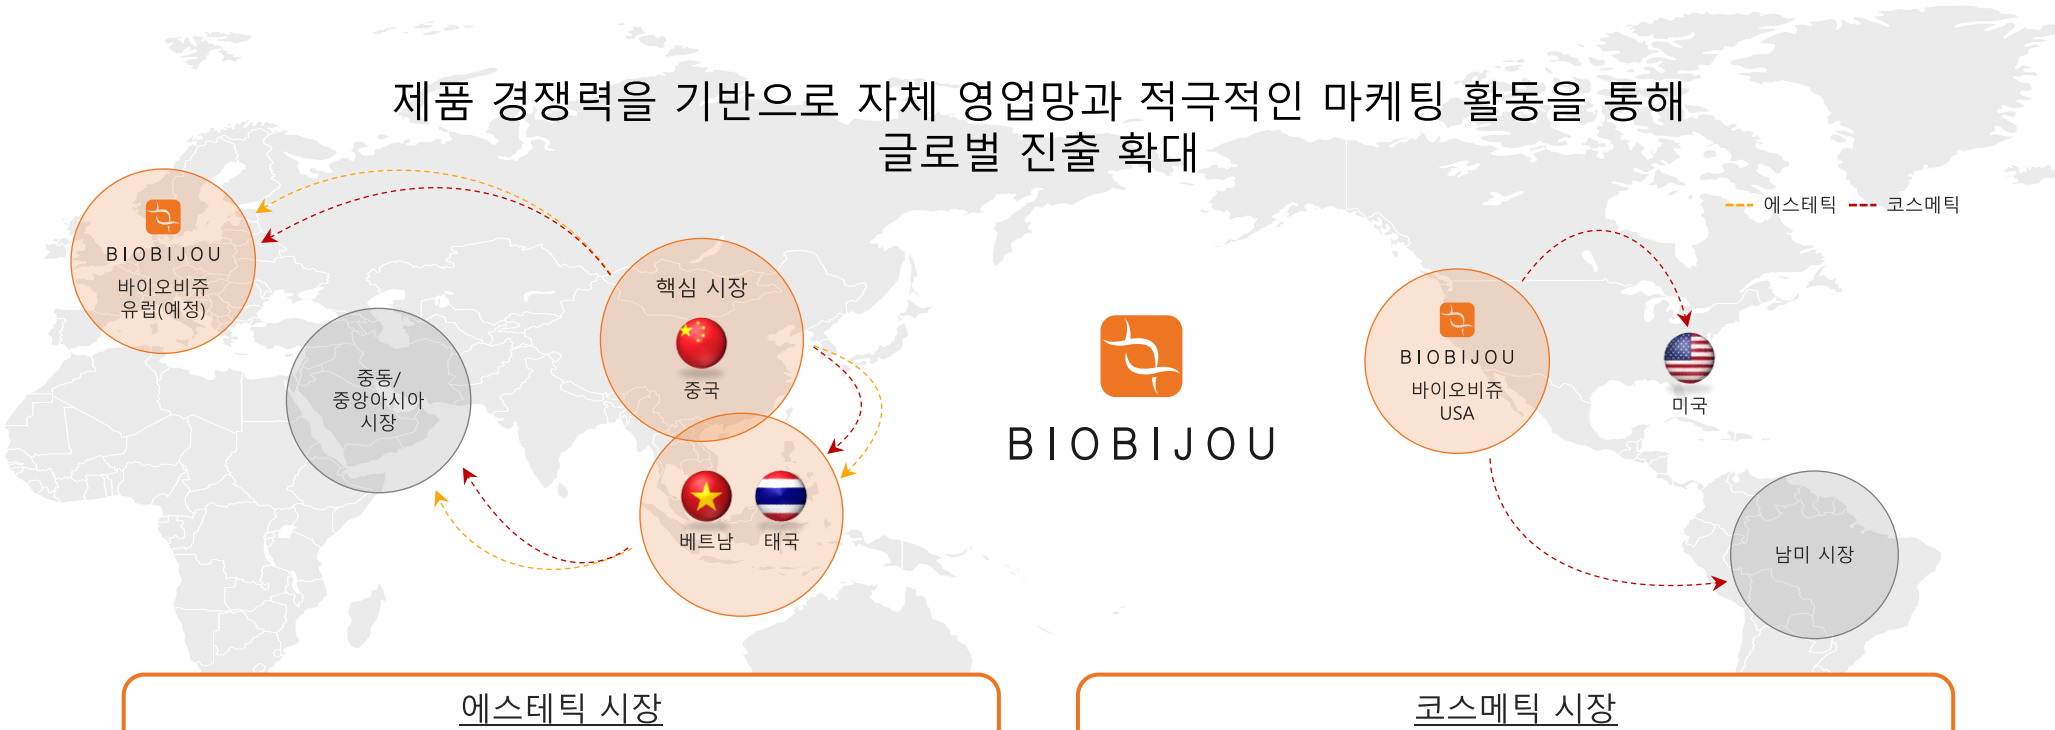 제품 경쟁력을 기반으로 자체 영업망과 적극적인 마케팅 활동을 통해
글로벌 진출 확대
에스테틱
코스메틱
BIOBIJOU
바이오비쥬
유럽(예정)
핵심 시장
중국
중동/
중앙아시아
시장
베트남
태국
BIOBIJOU
BIOBIJOU
바이오비쥬
USA
미국
남미 시장
에스테틱 시장
코스메틱 시장